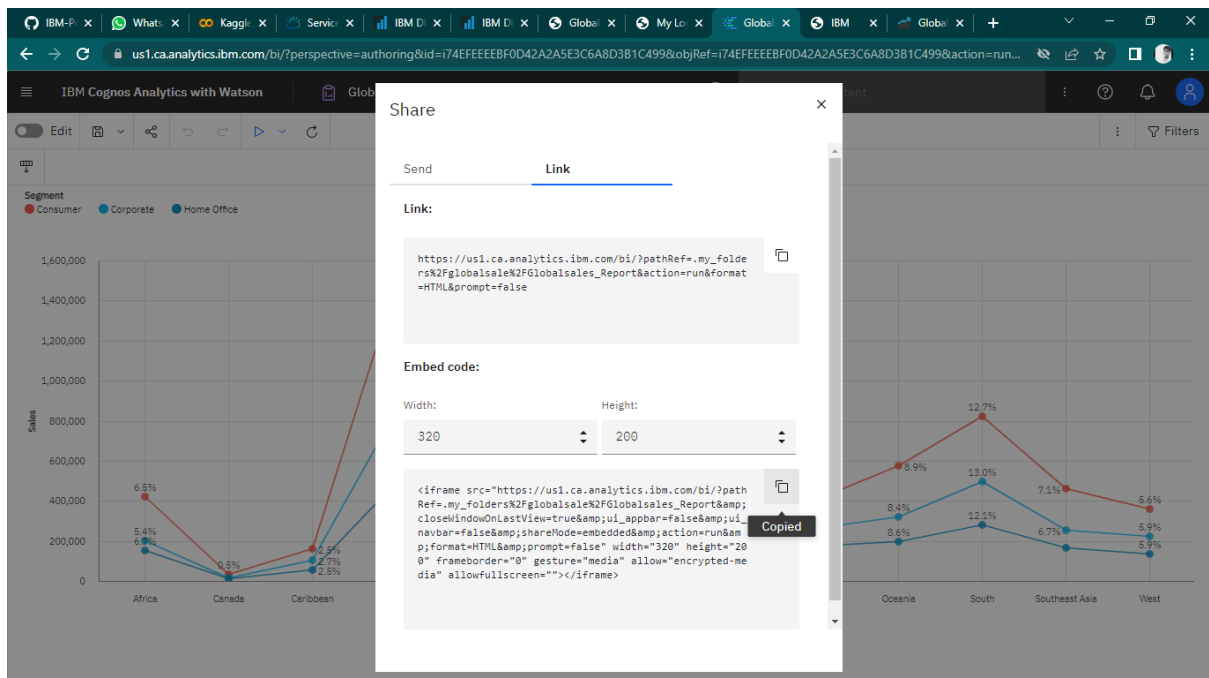 IBM-P
Whats
Kaggle
Service
IBM D
IBM D
Global
My Lo
Global
IBM
Global
us1.ca.analytics.ibm.com/bi/?perspective=authoring&id=i74EFEEEEBF0D42A2A5E3C6A8D3B1C499&objRef=i74EFEEEEBF0D42A2A5E3C6A8D3B1C499&action=run...
IBM Cognos Analytics with Watson
Glob
tent
Edit
Filters
Segment
Consumer Corporate Home Office
Share
Send Link
Link:
https://us1.ca.analytics.ibm.com/bi/?pathRef=.my_folde
rs%2Fglobalsale%2FGlobalsales_Report&action=run&format
=HTML&prompt=false
Embed code:
Width: Height:
320 200
<iframe src="https://us1.ca.analytics.ibm.com/bi/?path
Ref=.my_folders%2Fglobalsale%2FGlobalsales_Report&amp;
closeWindowOnLastView=true&amp;ui_appbar=false&amp;ui_
navbar=false&amp;shareMode=embedded&amp;action=run&am
p;format=HTML&amp;prompt=false" width="320" height="20
0" frameborder="0" gesture="media" allow="encrypted-me
dia" allowfullscreen=""></iframe>
Copied
Sales
1,600,000
1,400,000
1,200,000
1,000,000
800,000
600,000
400,000
200,000
0
6.5%
5.4%
0.5%
2.7%
2.5%
8.9%
8.4%
8.6%
12.7%
13.0%
12.1%
7.1%
6.7%
5.6%
5.9%
5.9%
Africa
Canada
Caribbean
Oceania
South
Southeast Asia
West